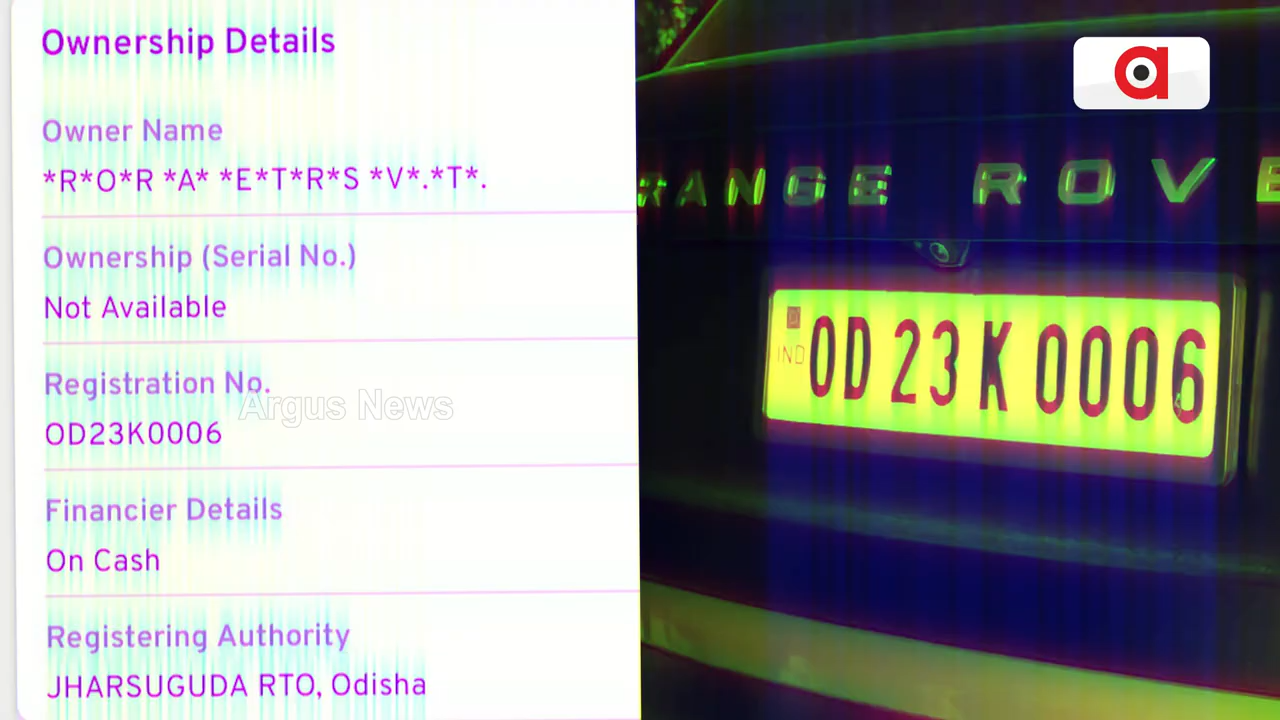 Ownership Details
Owner Name
*R*O*R *A* *E*T*R*S *V*.*T*.
Ownership (Serial No.)
Not Available
Registration No.
OD23K0006
Argus News
Financier Details
On Cash
Registering Authority
JHARSUGUDA RTO, Odisha
a
RANGE ROVE
IND
OD 23 K 0006